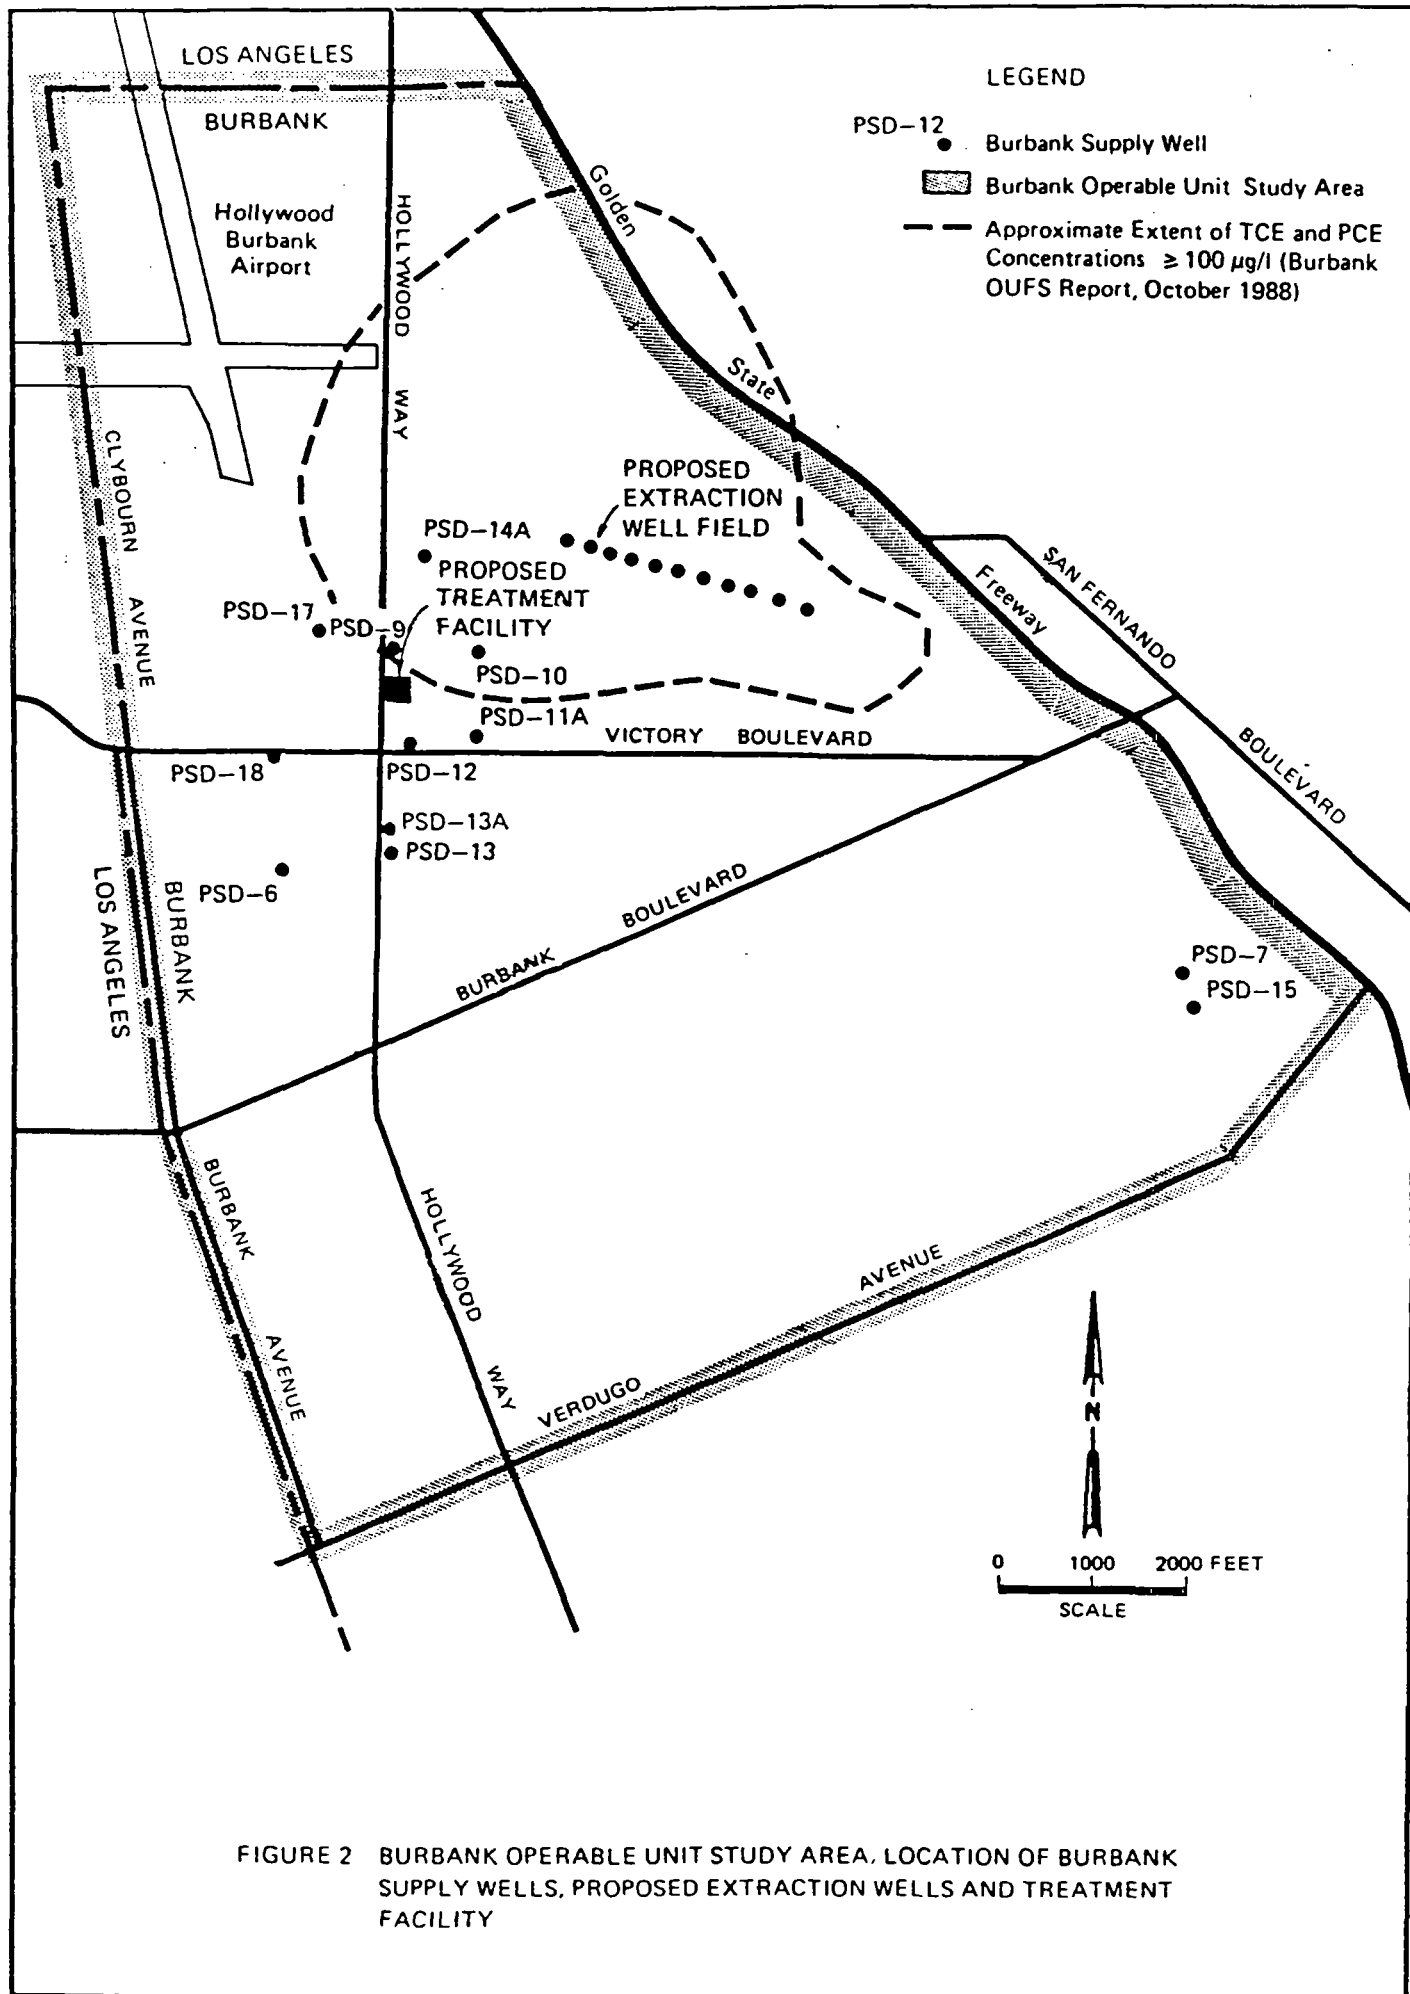 LOS ANGELES
BURBANK
Hollywood
Burbank
Airport
HOLLYWOOD
WAY
Golden
State
Freeway
LEGEND
PSD-12
Burbank Supply Well
Burbank Operable Unit Study Area
Approximate Extent of TCE and PCE
Concentrations ≥ 100 µg/l (Burbank
OUFS Report, October 1988)
CLYBOURN
AVENUE
PROPOSED
EXTRACTION
WELL FIELD
PSD-14A
PROPOSED
TREATMENT
FACILITY
PSD-17
PSD-9
PSD-10
PSD-11A
SAN FERNANDO
BOULEVARD
VICTORY BOULEVARD
PSD-18
PSD-12
PSD-13A
PSD-13
PSD-6
LOS ANGELES
BURBANK
BURBANK
BOULEVARD
PSD-7
PSD-15
BURBANK
AVENUE
HOLLYWOOD
WAY
VERDUGO
AVENUE
N
0 1000 2000 FEET
SCALE
FIGURE 2 BURBANK OPERABLE UNIT STUDY AREA, LOCATION OF BURBANK
SUPPLY WELLS, PROPOSED EXTRACTION WELLS AND TREATMENT
FACILITY